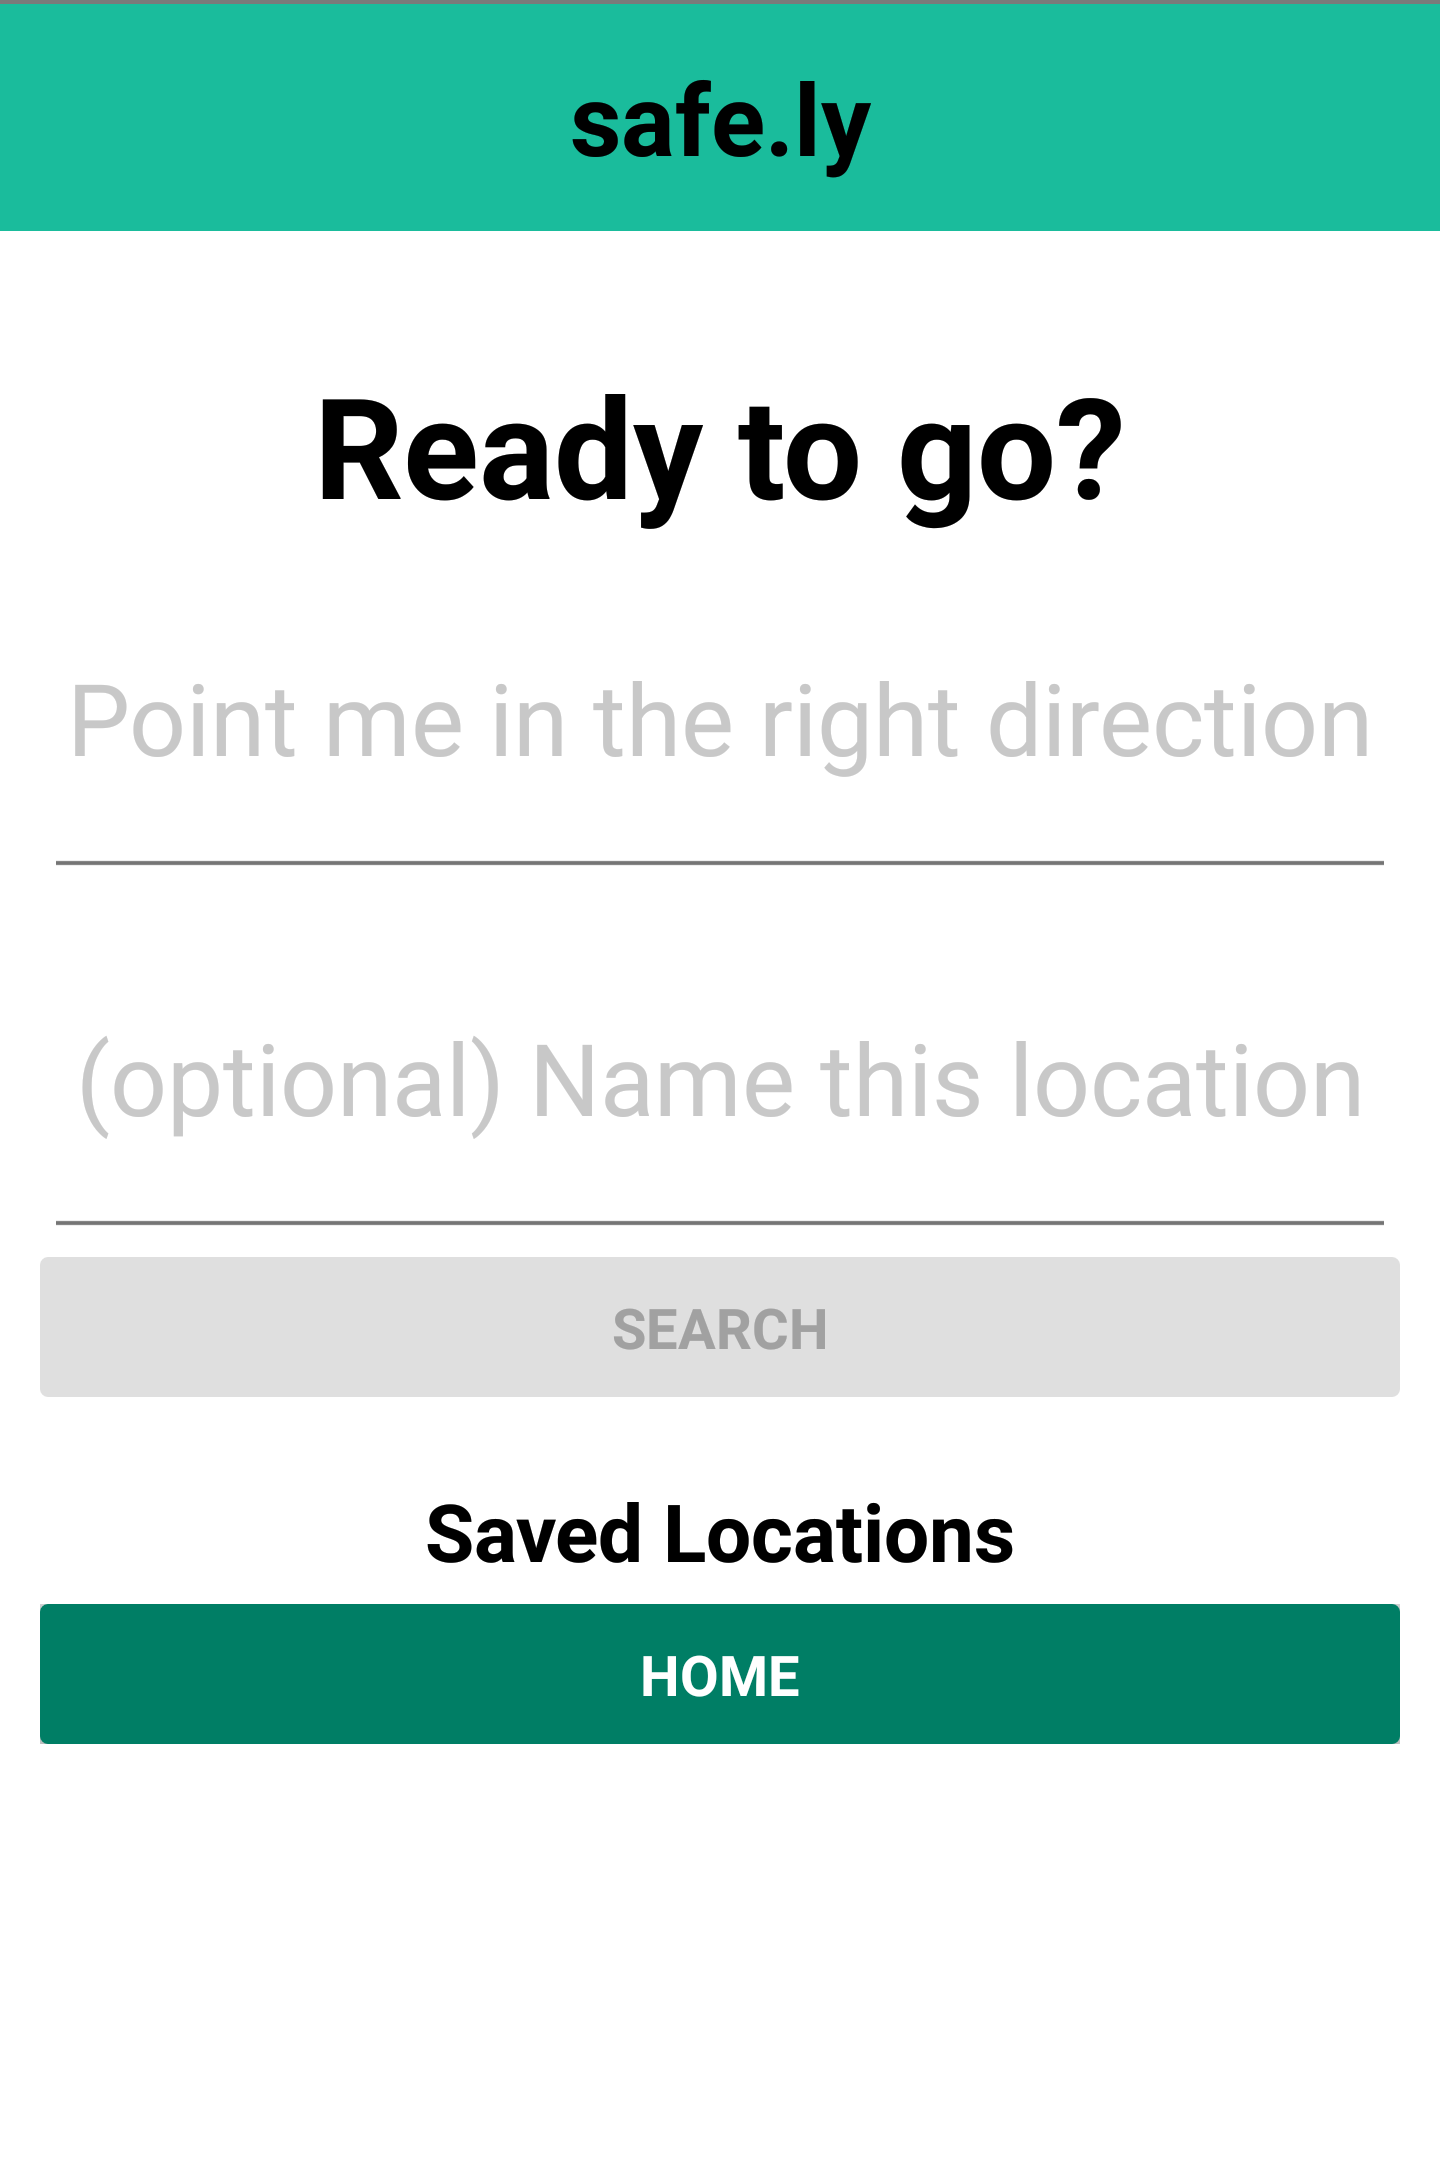 safe.ly
Ready to go?
Point me in the right direction
(optional) Name this location
SEARCH
Saved Locations
HOME